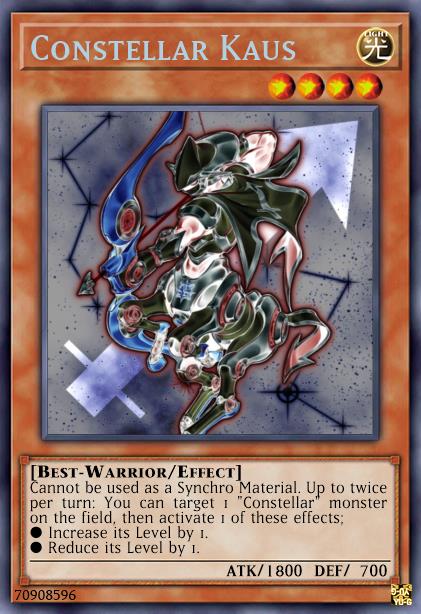 CONSTELLAR KAUS
LIGHT
光
[BEST-WARRIOR/EFFECT]
Cannot be used as a Synchro Material. Up to twice
per turn: You can target 1 "Constellar" monster
on the field, then activate 1 of these effects;
● Increase its Level by 1.
● Reduce its Level by 1.
ATK/1800 DEF/ 700
70908596